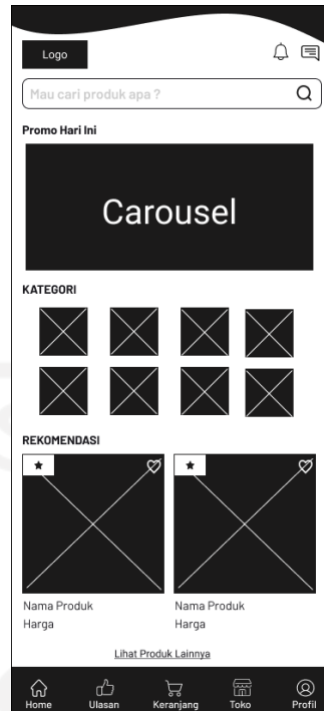 Logo
Mau cari produk apa ?
Promo Hari Ini
Carousel
KATEGORI
REKOMENDASI
Nama Produk Nama Produk
Harga Harga
Lihat Produk Lainnya
Home Ulasan Keranjang Toko Profil